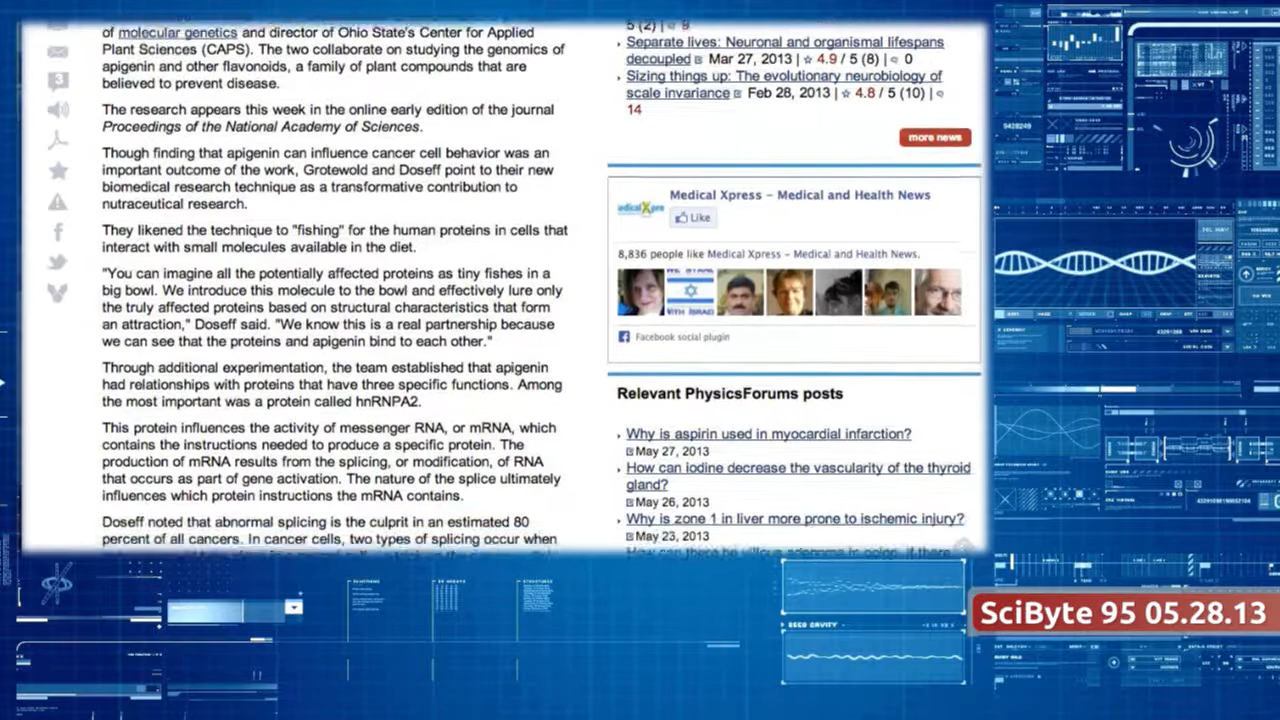 of molecular genetics and director of Ohio State's Center for Applied
Plant Sciences (CAPS). The two collaborate on studying the genomics of
apigenin and other flavonoids, a family of plant compounds that are
believed to prevent disease.
The research appears this week in the online early edition of the journal
Proceedings of the National Academy of Sciences.
Though finding that apigenin can influence cancer cell behavior was an
important outcome of the work, Grotewold and Doseff point to their new
biomedical research technique as a transformative contribution to
nutraceutical research.
They likened the technique to "fishing" for the human proteins in cells that
interact with small molecules available in the diet.
"You can imagine all the potentially affected proteins as tiny fishes in a
big bowl. We introduce this molecule to the bowl and effectively lure only
the truly affected proteins based on structural characteristics that form
an attraction," Doseff said. "We know this is a real partnership because
we can see that the proteins and apigenin bind to each other."
Through additional experimentation, the team established that apigenin
had relationships with proteins that have three specific functions. Among
the most important was a protein called hnRNPA2.
This protein influences the activity of messenger RNA, or mRNA, which
contains the instructions needed to produce a specific protein. The
production of mRNA results from the splicing, or modification, of RNA
that occurs as part of gene activation. The nature of the splice ultimately
influences which protein instructions the mRNA contains.
Doseff noted that abnormal splicing is the culprit in an estimated 80
percent of all cancers. In cancer cells, two types of splicing occur when
3
5 (2) | 9
Separate lives: Neuronal and organismal lifespans
decoupled Mar 27, 2013 | 4.9 / 5 (8) | 0
Sizing things up: The evolutionary neurobiology of
scale invariance Feb 28, 2013 | 4.8 / 5 (10) |
14
more news
Medical Xpress – Medical and Health News
Like
8,836 people like Medical Xpress – Medical and Health News.
Facebook social plugin
Relevant PhysicsForums posts
Why is aspirin used in myocardial infarction?
May 27, 2013
How can iodine decrease the vascularity of the thyroid
gland?
May 26, 2013
Why is zone 1 in liver more prone to ischemic injury?
May 23, 2013
SciByte 95 05.28.13